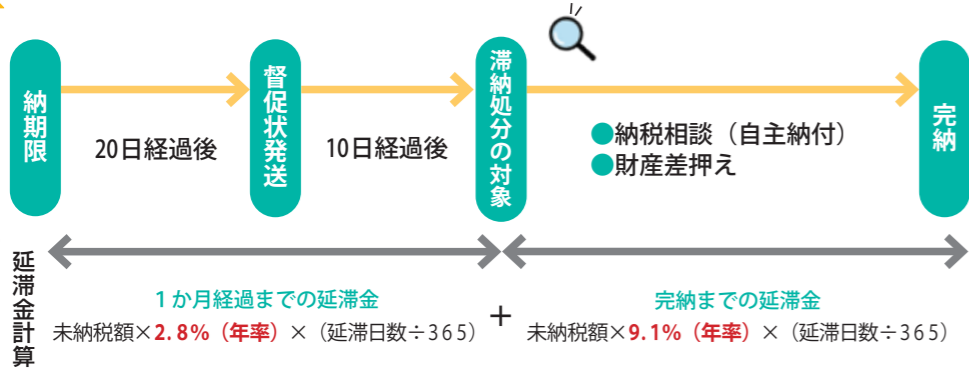 納期限
20日経過後
督促状発送
10日経過後
滞納処分の対象
●納税相談（自主納付）
●財産差押え
完納
延滞金計算
1か月経過までの延滞金
未納税額×2.8%（年率）×（延滞日数÷365）
+
完納までの延滞金
未納税額×9.1%（年率）×（延滞日数÷365）